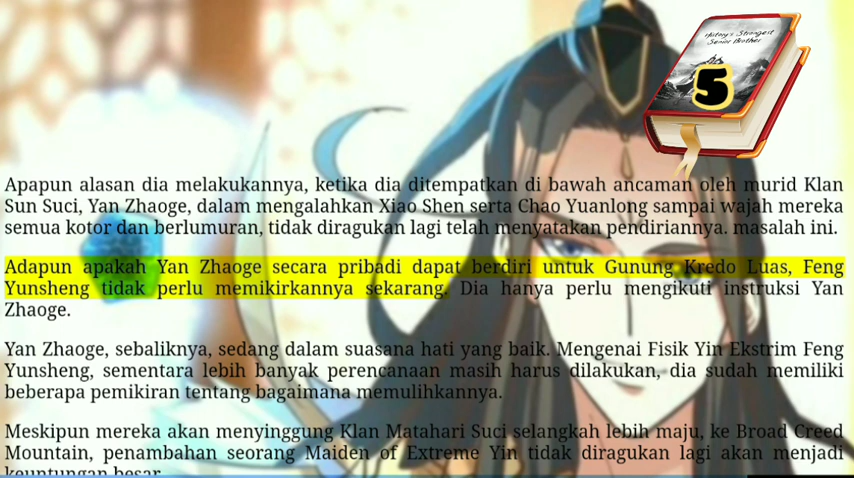 History's Strongest
Senior Brother
5
Apapun alasan dia melakukannya, ketika dia ditempatkan di bawah ancaman oleh murid Klan
Sun Suci, Yan Zhaoge, dalam mengalahkan Xiao Shen serta Chao Yuanlong sampai wajah mereka
semua kotor dan berlumuran, tidak diragukan lagi telah menyatakan pendiriannya. masalah ini.
Adapun apakah Yan Zhaoge secara pribadi dapat berdiri untuk Gunung Kredo Luas, Feng
Yunsheng tidak perlu memikirkannya sekarang. Dia hanya perlu mengikuti instruksi Yan
Zhaoge.
Yan Zhaoge, sebaliknya, sedang dalam suasana hati yang baik. Mengenai Fisik Yin Ekstrim Feng
Yunsheng, sementara lebih banyak perencanaan masih harus dilakukan, dia sudah memiliki
beberapa pemikiran tentang bagaimana memulihkannya.
Meskipun mereka akan menyinggung Klan Matahari Suci selangkah lebih maju, ke Broad Creed
Mountain, penambahan seorang Maiden of Extreme Yin tidak diragukan lagi akan menjadi
keuntungan besar.